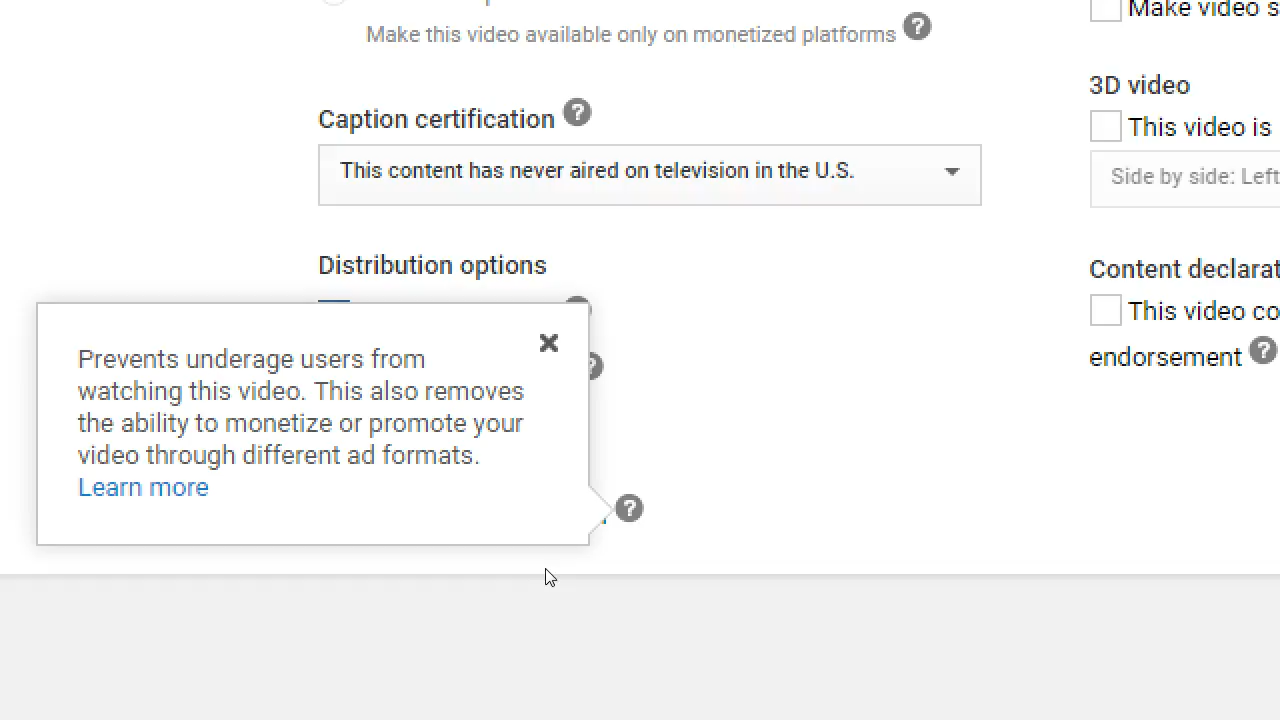 Make this video available only on monetized platforms
Caption certification
This content has never aired on television in the U.S.
Distribution options
Prevents underage users from
watching this video. This also removes
the ability to monetize or promote your
video through different ad formats.
Learn more
Make video s
3D video
This video is
Side by side: Left
Content declarat
This video co
endorsement